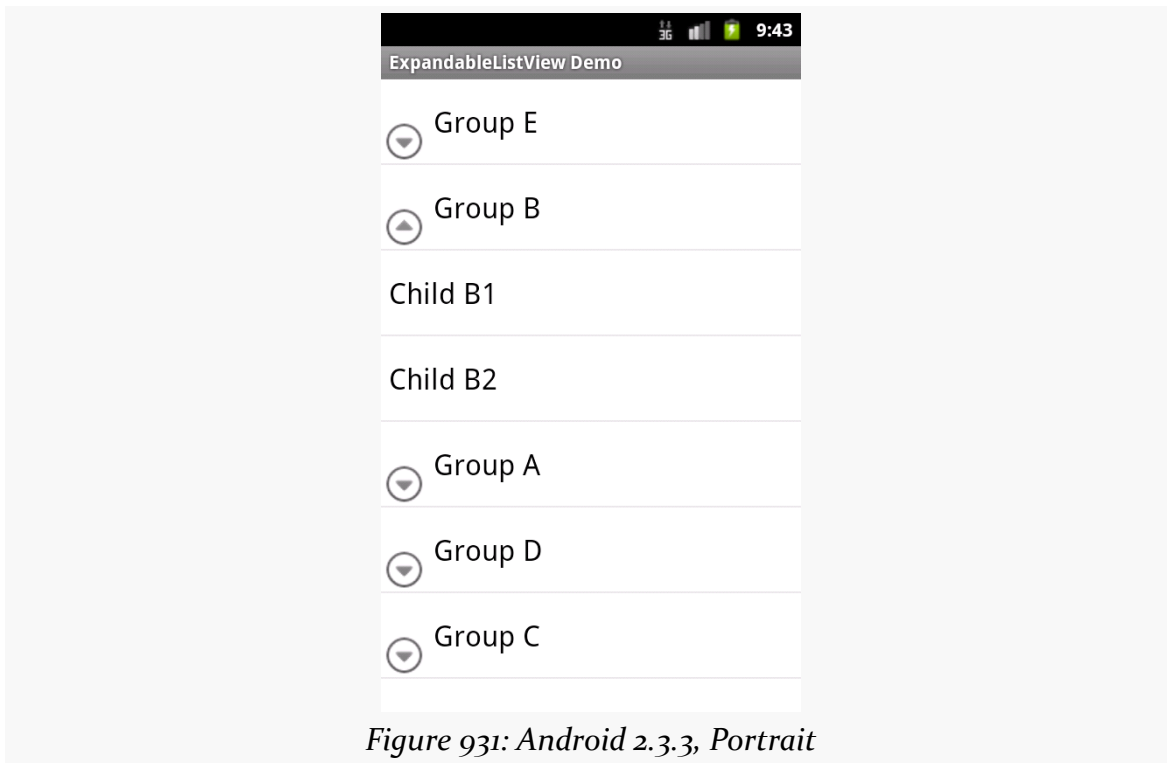 3G 9:43
ExpandableListView Demo
Group E
Group B
Child B1
Child B2
Group A
Group D
Group C
Figure 931: Android 2.3.3, Portrait